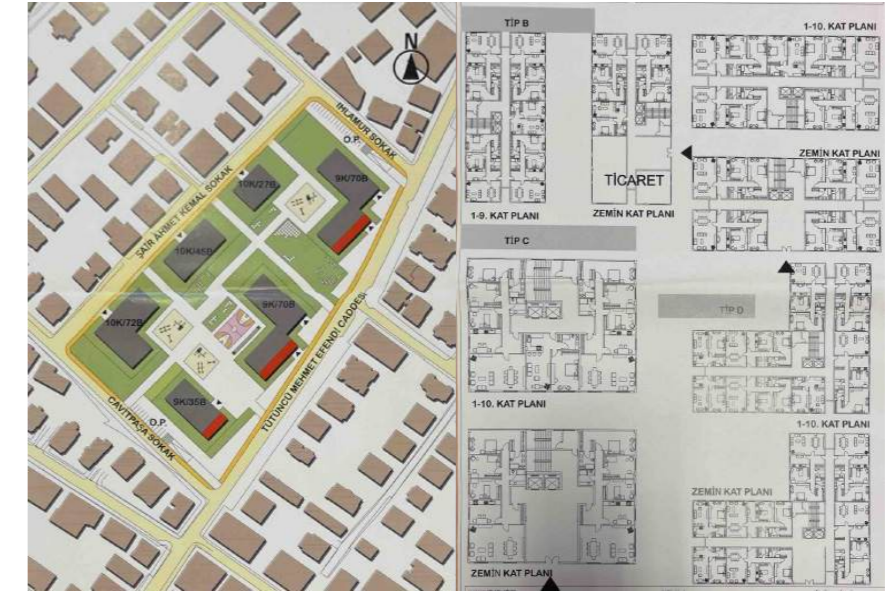 N
IHLAMUR SOKAK
O.P.
9K/70B
10K/27B
ŞAİR AHMET KEMAL SOKAK
10K/45B
9K/70B
10K/72B
9K/35B
O.P.
CAVİTPAŞA SOKAK
TÜTÜNCÜ MEHMET EFENDİ CADDESİ
TİP B
1-10. KAT PLANI
ZEMİN KAT PLANI
TİCARET
1-9. KAT PLANI
ZEMİN KAT PLANI
TİP C
TİP D
1-10. KAT PLANI
1-10. KAT PLANI
ZEMİN KAT PLANI
ZEMİN KAT PLANI